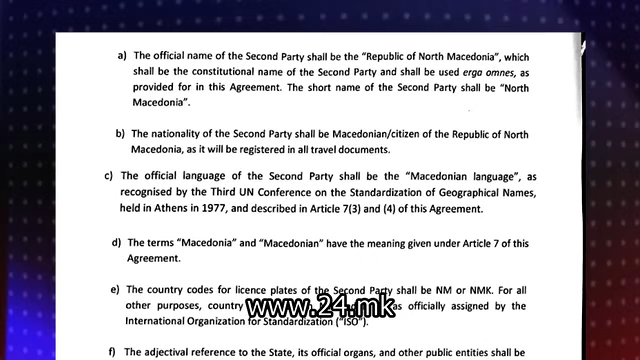 a) The official name of the Second Party shall be the “Republic of North Macedonia”, which
shall be the constitutional name of the Second Party and shall be used erga omnes, as
provided for in this Agreement. The short name of the Second Party shall be “North
Macedonia”.
b) The nationality of the Second Party shall be Macedonian/citizen of the Republic of North
Macedonia, as it will be registered in all travel documents.
c) The official language of the Second Party shall be the “Macedonian language”, as
recognised by the Third UN Conference on the Standardization of Geographical Names,
held in Athens in 1977, and described in Article 7(3) and (4) of this Agreement.
d) The terms “Macedonia” and “Macedonian” have the meaning given under Article 7 of this
Agreement.
e) The country codes for licence plates of the Second Party shall be NM or NMK. For all
other purposes, country as officially assigned by the
www.24.mk
International Organization for Standardization (“ISO”).
f) The adjectival reference to the State, its official organs, and other public entities shall be